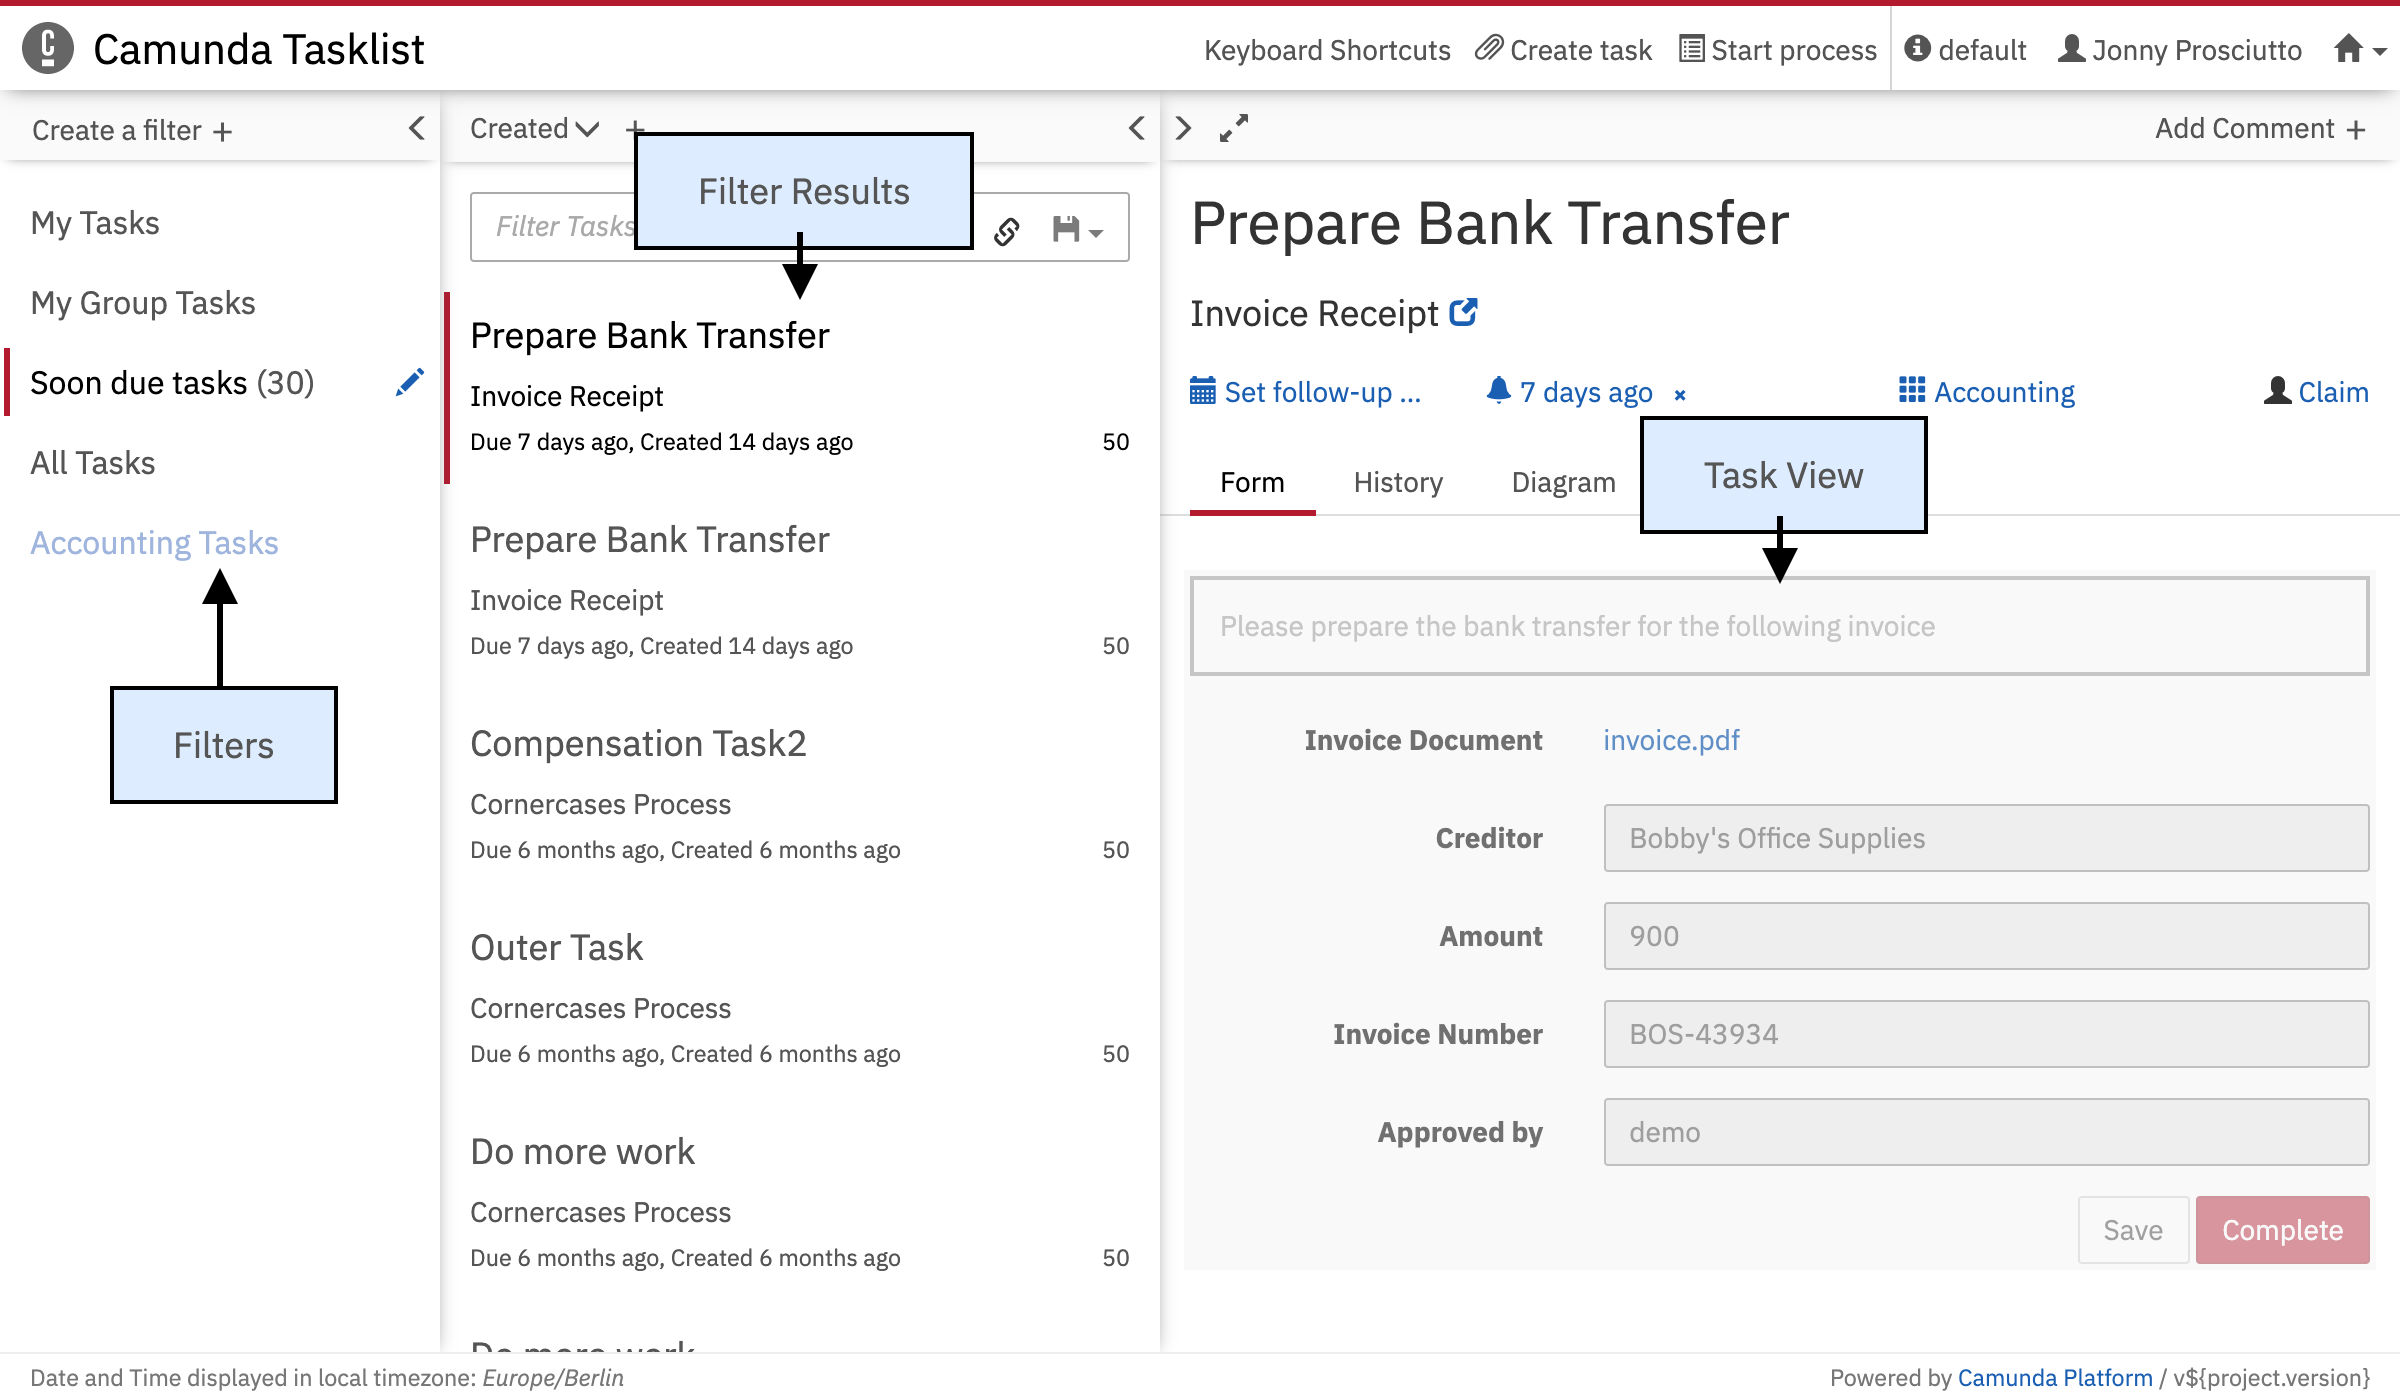 Camunda Tasklist
Keyboard Shortcuts Create task Start process default Jonny Prosciutto
Create a filter +
My Tasks
My Group Tasks
Soon due tasks (30)
All Tasks
Accounting Tasks
Filters
Created +
Filter Results
Filter Tasks
Prepare Bank Transfer
Invoice Receipt
Due 7 days ago, Created 14 days ago 50
Prepare Bank Transfer
Invoice Receipt
Due 7 days ago, Created 14 days ago 50
Compensation Task2
Cornercases Process
Due 6 months ago, Created 6 months ago 50
Outer Task
Cornercases Process
Due 6 months ago, Created 6 months ago 50
Do more work
Cornercases Process
Due 6 months ago, Created 6 months ago 50
Do more work
Add Comment +
Prepare Bank Transfer
Invoice Receipt
Set follow-up ... 7 days ago × Accounting Claim
Form History Diagram
Task View
Please prepare the bank transfer for the following invoice
Invoice Document invoice.pdf
Creditor Bobby's Office Supplies
Amount 900
Invoice Number BOS-43934
Approved by demo
Save Complete
Date and Time displayed in local timezone: Europe/Berlin
Powered by Camunda Platform / v${project.version}